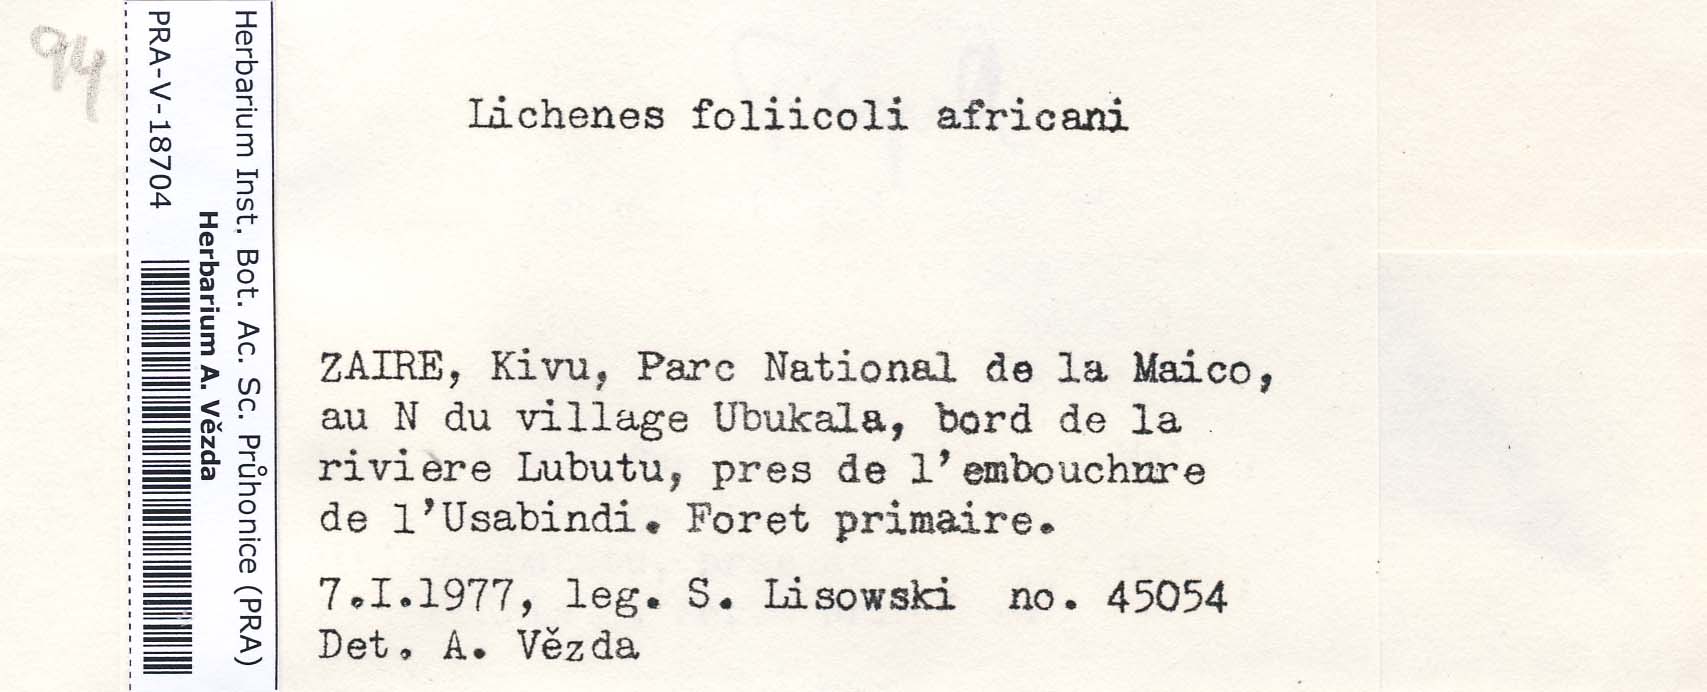 94
Herbarium Inst. Bot. Ac. Sc. Průhonice (PRA)
Herbarium A. Vězda
PRA-V-18704
Lichenes foliicoli africani
ZAIRE, Kivu, Parc National de la Maico,
au N du village Ubukala, bord de la
riviere Lubutu, pres de l'embouchure
de l'Usabindi. Foret primaire.
7.I.1977, leg. S. Lisowski no. 45054
Det. A. Vězda